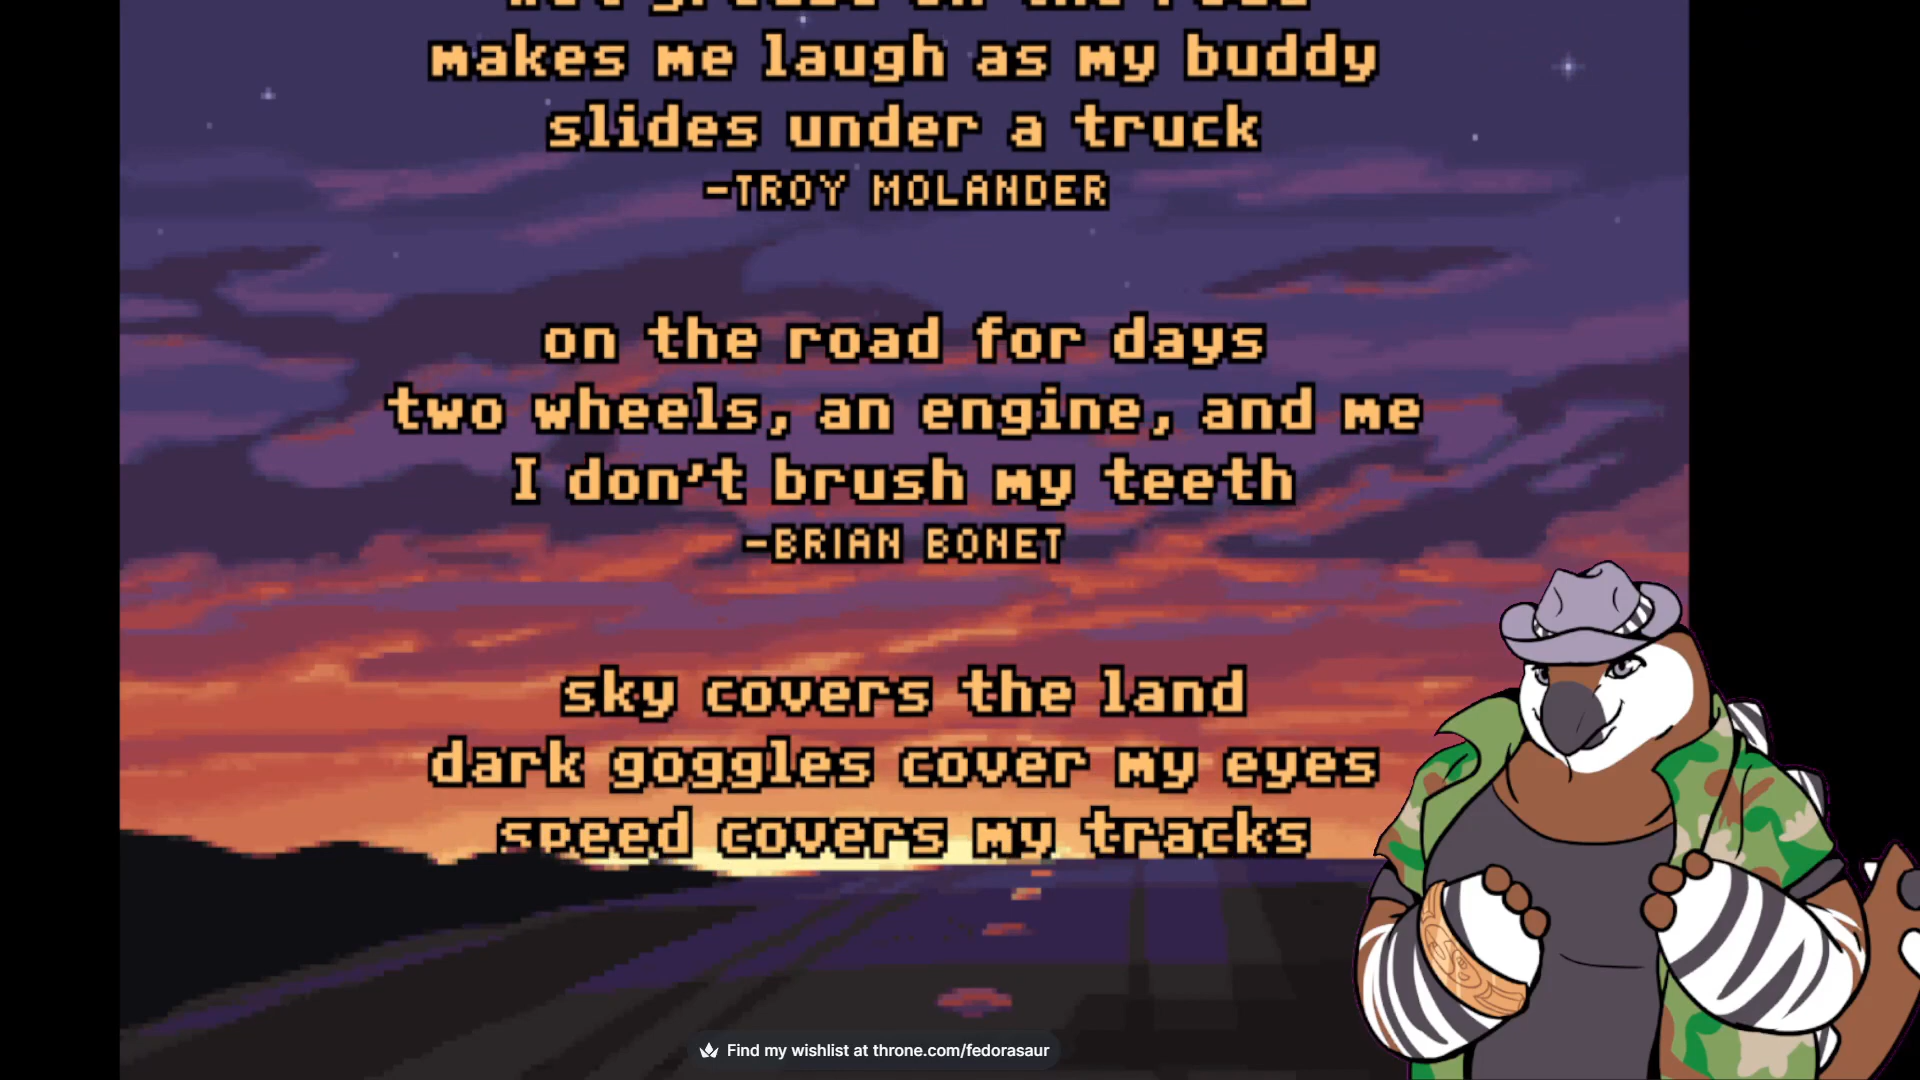 makes me laugh as my buddy
slides under a truck
-TROY MOLANDER
on the road for days
two wheels, an engine, and me
I don't brush my teeth
-BRIAN BONET
sky covers the land
dark goggles cover my eyes
speed covers my tracks
Find my wishlist at throne.com/fedorasaur